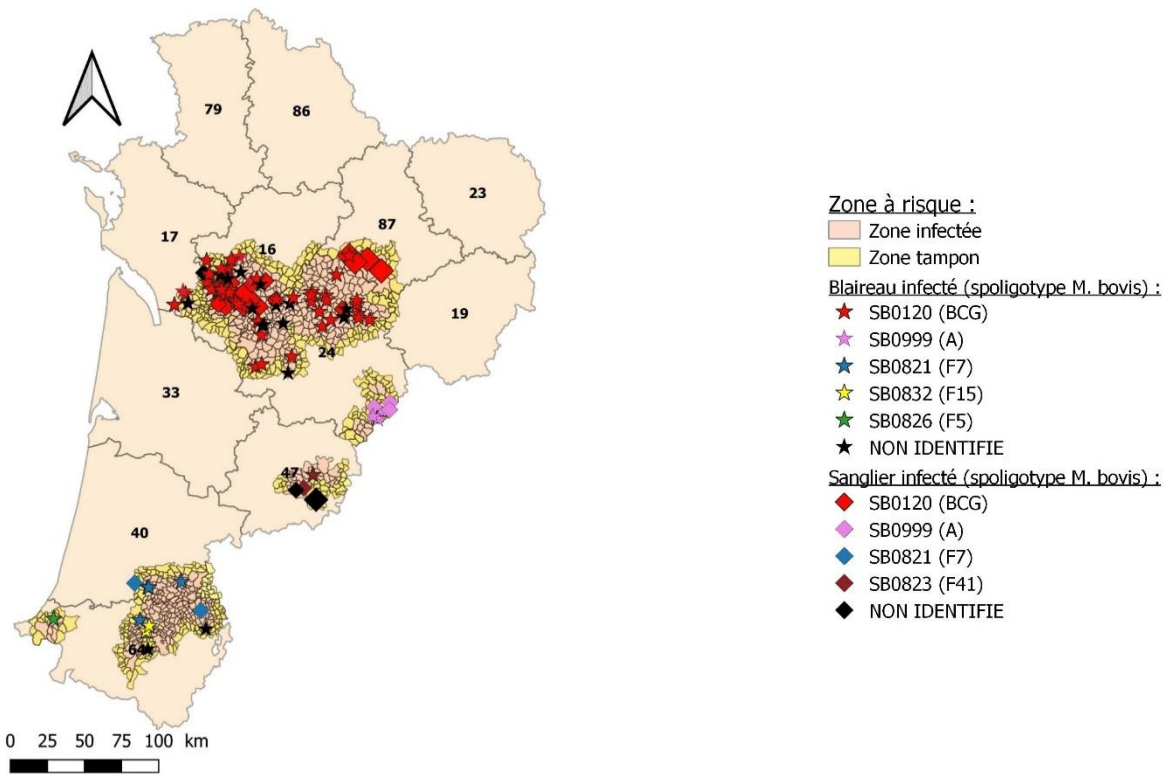 79
86
23
17
16
87
19
24
33
47
40
64
0 25 50 75 100 km
Zone à risque :
Zone infectée
Zone tampon
Blaireau infecté (spoligotype M. bovis) :
SB0120 (BCG)
SB0999 (A)
SB0821 (F7)
SB0832 (F15)
SB0826 (F5)
NON IDENTIFIE
Sanglier infecté (spoligotype M. bovis) :
SB0120 (BCG)
SB0999 (A)
SB0821 (F7)
SB0823 (F41)
NON IDENTIFIE